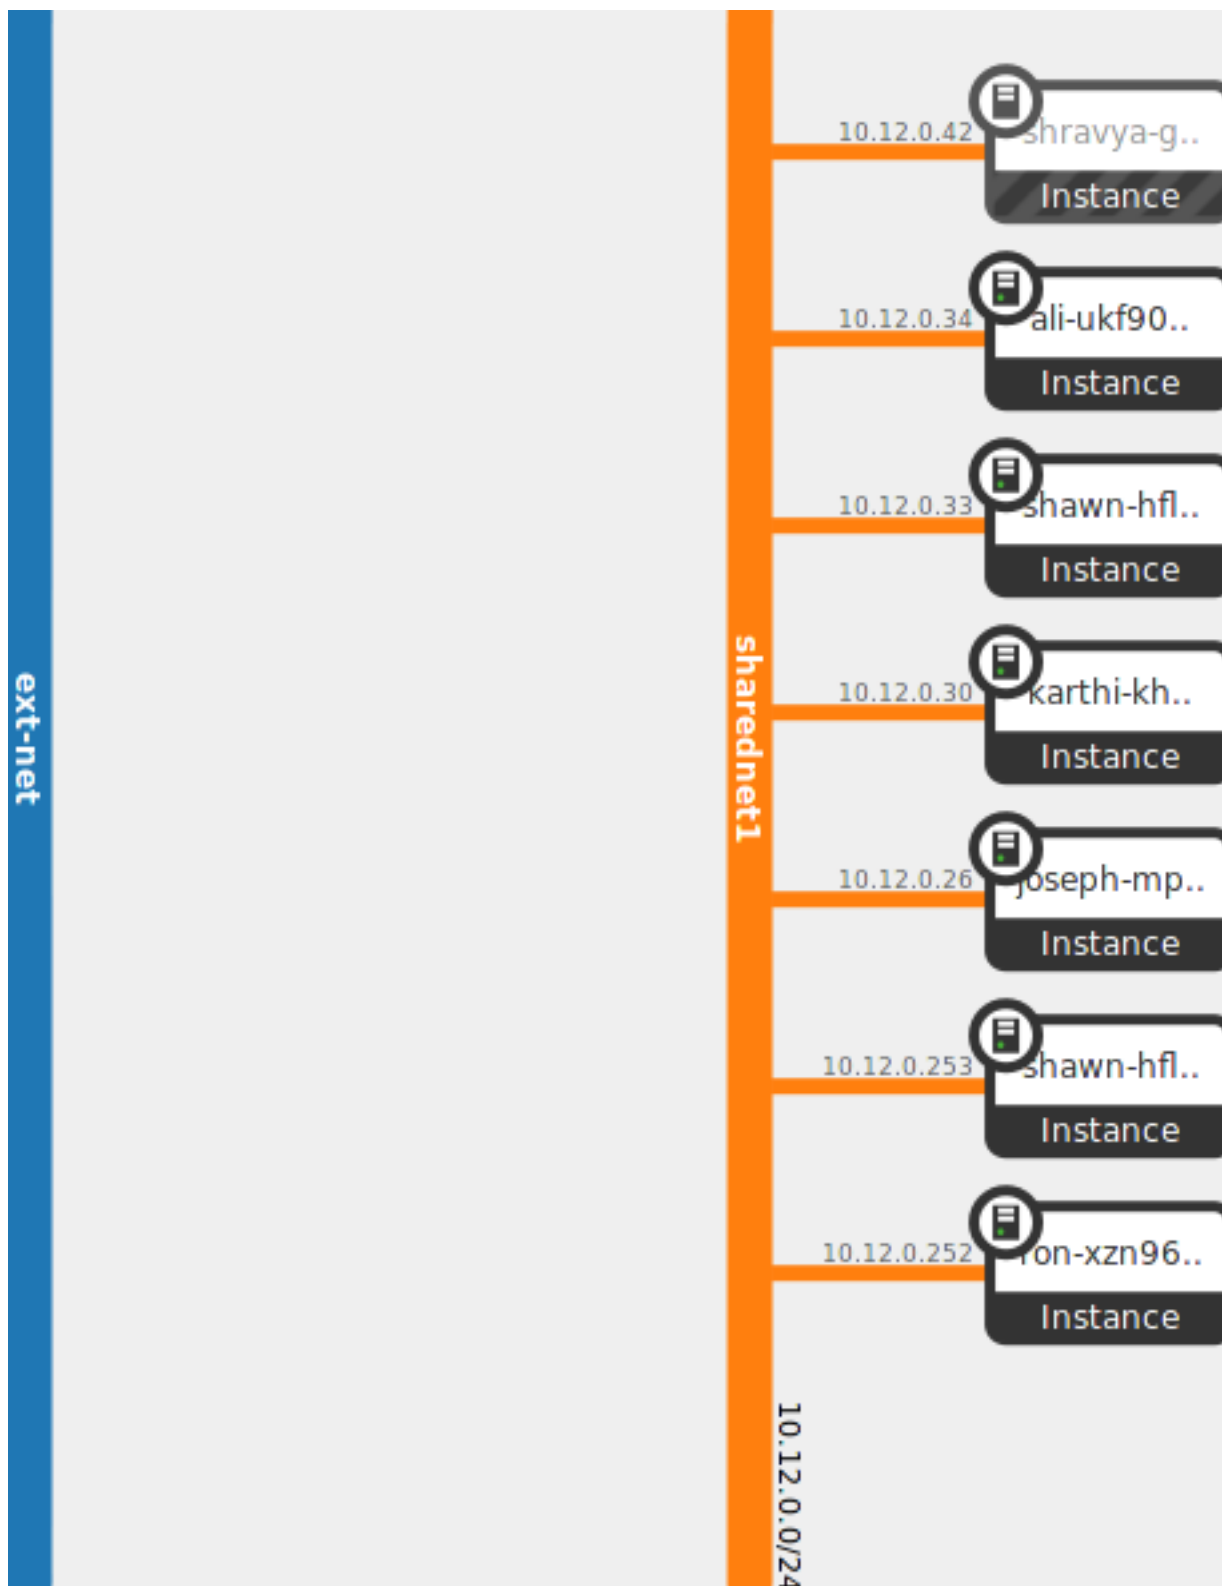 ext-net
sharednet1
10.12.0.42
shravya-g..
Instance
10.12.0.34
ali-ukf90..
Instance
10.12.0.33
shawn-hfl..
Instance
10.12.0.30
karthi-kh..
Instance
10.12.0.26
joseph-mp..
Instance
10.12.0.253
shawn-hfl..
Instance
10.12.0.252
ron-xzn96..
Instance
10.12.0.0/24